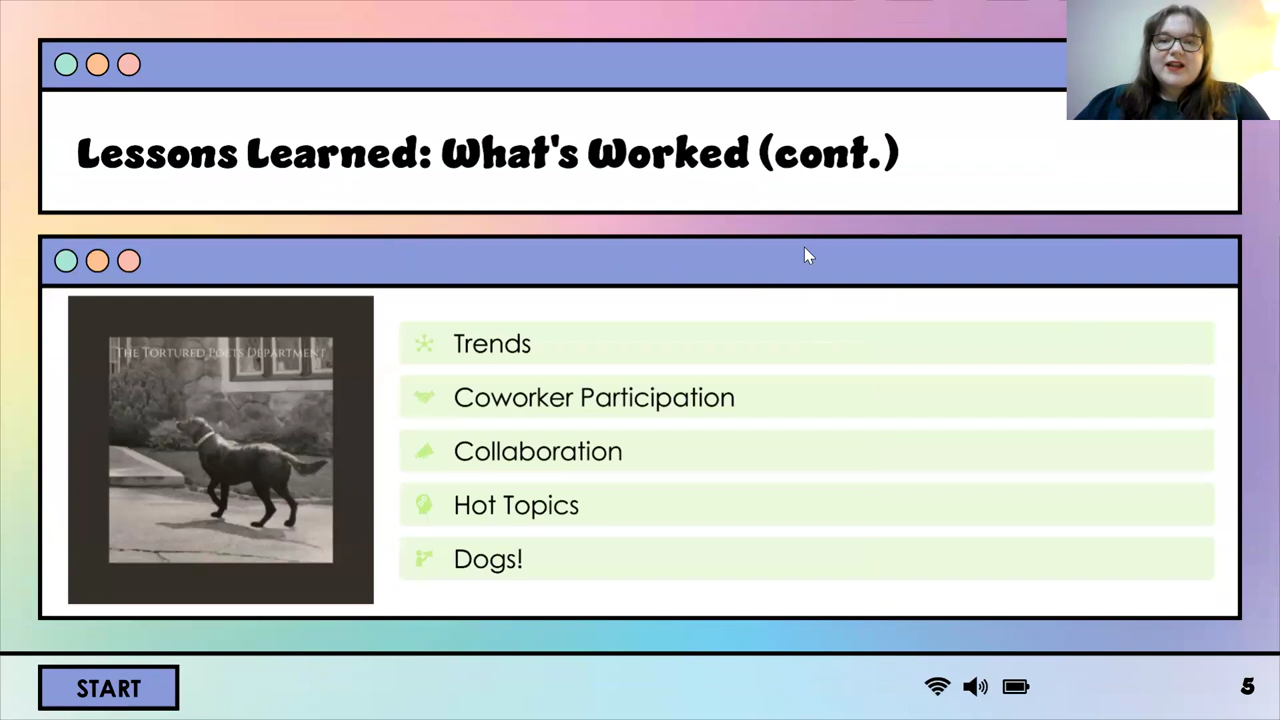 Lessons Learned: What's Worked (cont.)
THE TORTURED POETS DEPARTMENT
Trends
Coworker Participation
Collaboration
Hot Topics
Dogs!
START
5